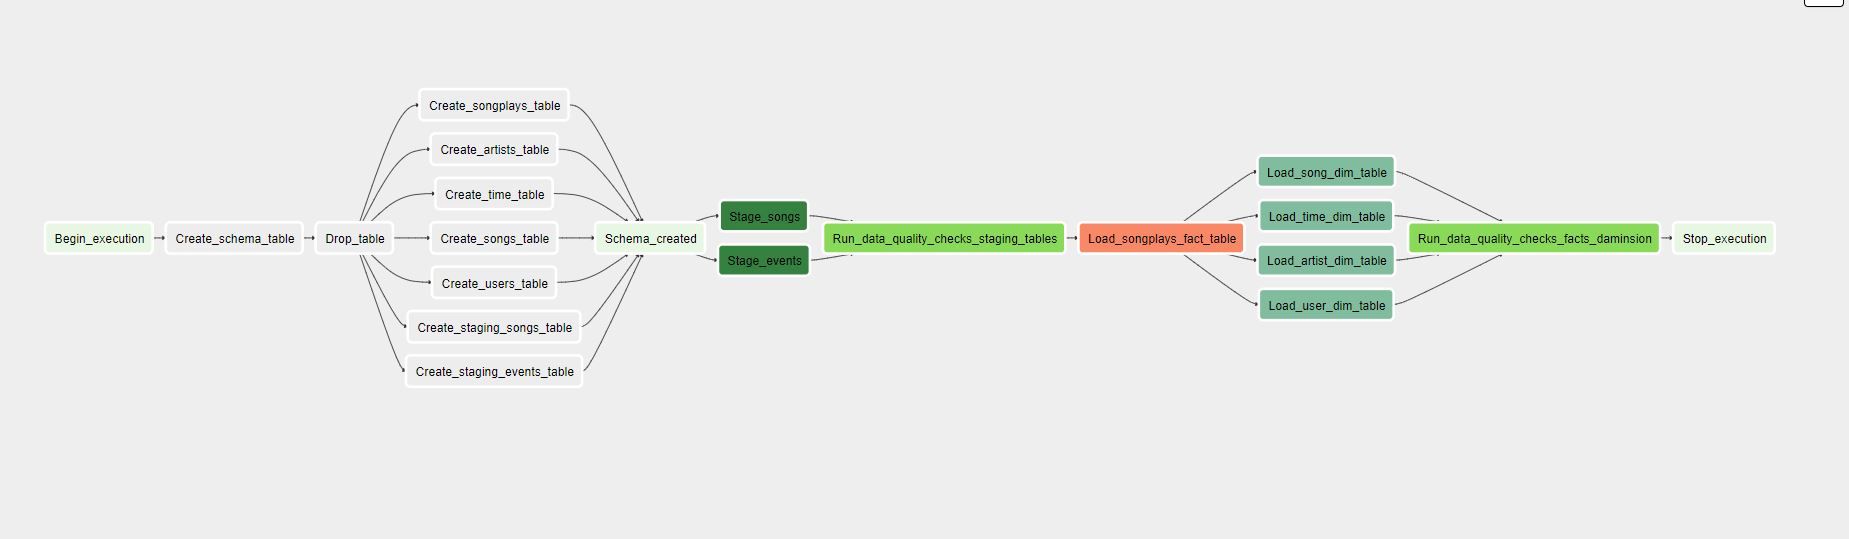 Begin_execution
Create_schema_table
Drop_table
Create_songplays_table
Create_artists_table
Create_time_table
Create_songs_table
Create_users_table
Create_staging_songs_table
Create_staging_events_table
Schema_created
Stage_songs
Stage_events
Run_data_quality_checks_staging_tables
Load_songplays_fact_table
Load_song_dim_table
Load_time_dim_table
Load_artist_dim_table
Load_user_dim_table
Run_data_quality_checks_facts_daminsion
Stop_execution